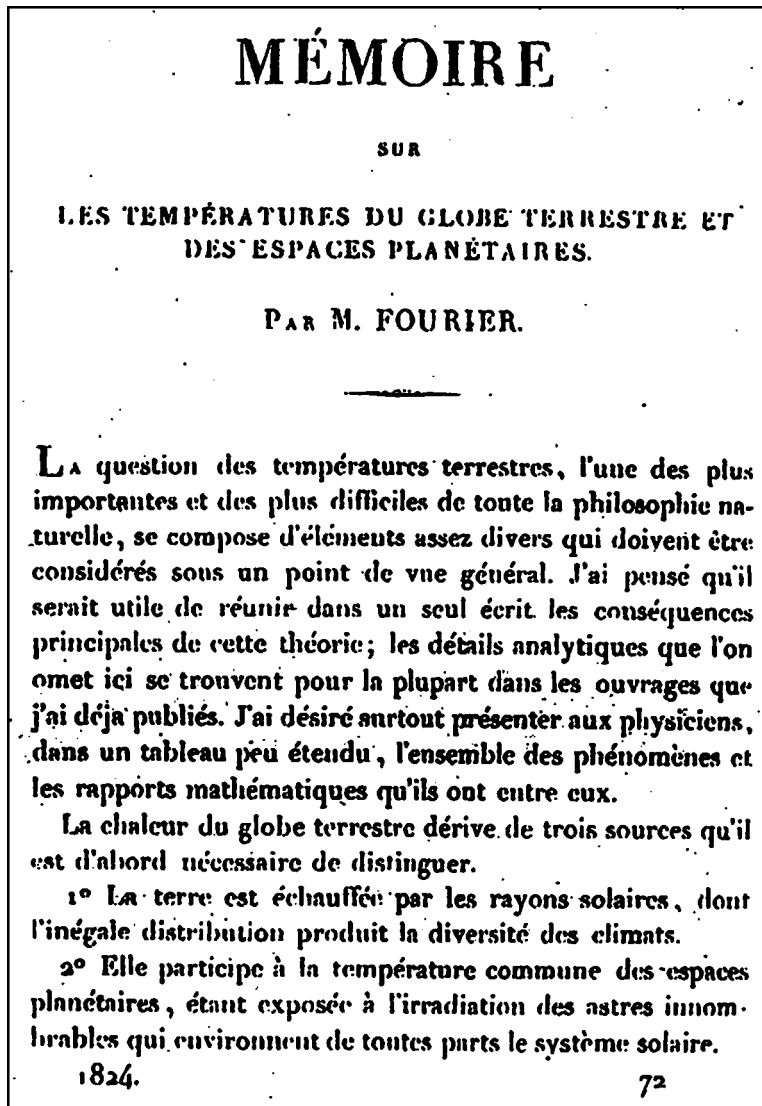 MÉMOIRE
SUR
LES TEMPÉRATURES DU GLOBE TERRESTRE ET
DES ESPACES PLANÉTAIRES.
PAR M. FOURIER.
LA question des températures terrestres, l'une des plus
importantes et des plus difficiles de toute la philosophie na-
turelle, se compose d'éléments assez divers qui doivent être
considérés sous un point de vue général. J'ai pensé qu'il
serait utile de réunir dans un seul écrit les conséquences
principales de cette théorie; les détails analytiques que l'on
omet ici se trouvent pour la plupart dans les ouvrages que
j'ai déja publiés. J'ai désiré surtout présenter aux physiciens,
dans un tableau peu étendu, l'ensemble des phénomènes et
les rapports mathématiques qu'ils ont entre eux.
La chaleur du globe terrestre dérive de trois sources qu'il
est d'abord nécessaire de distinguer.
1° La terre est échauffée par les rayons solaires, dont
l'inégale distribution produit la diversité des climats.
2° Elle participe à la température commune des espaces
planétaires, étant exposée à l'irradiation des astres innom-
brables qui environnent de toutes parts le système solaire.
1824. 72